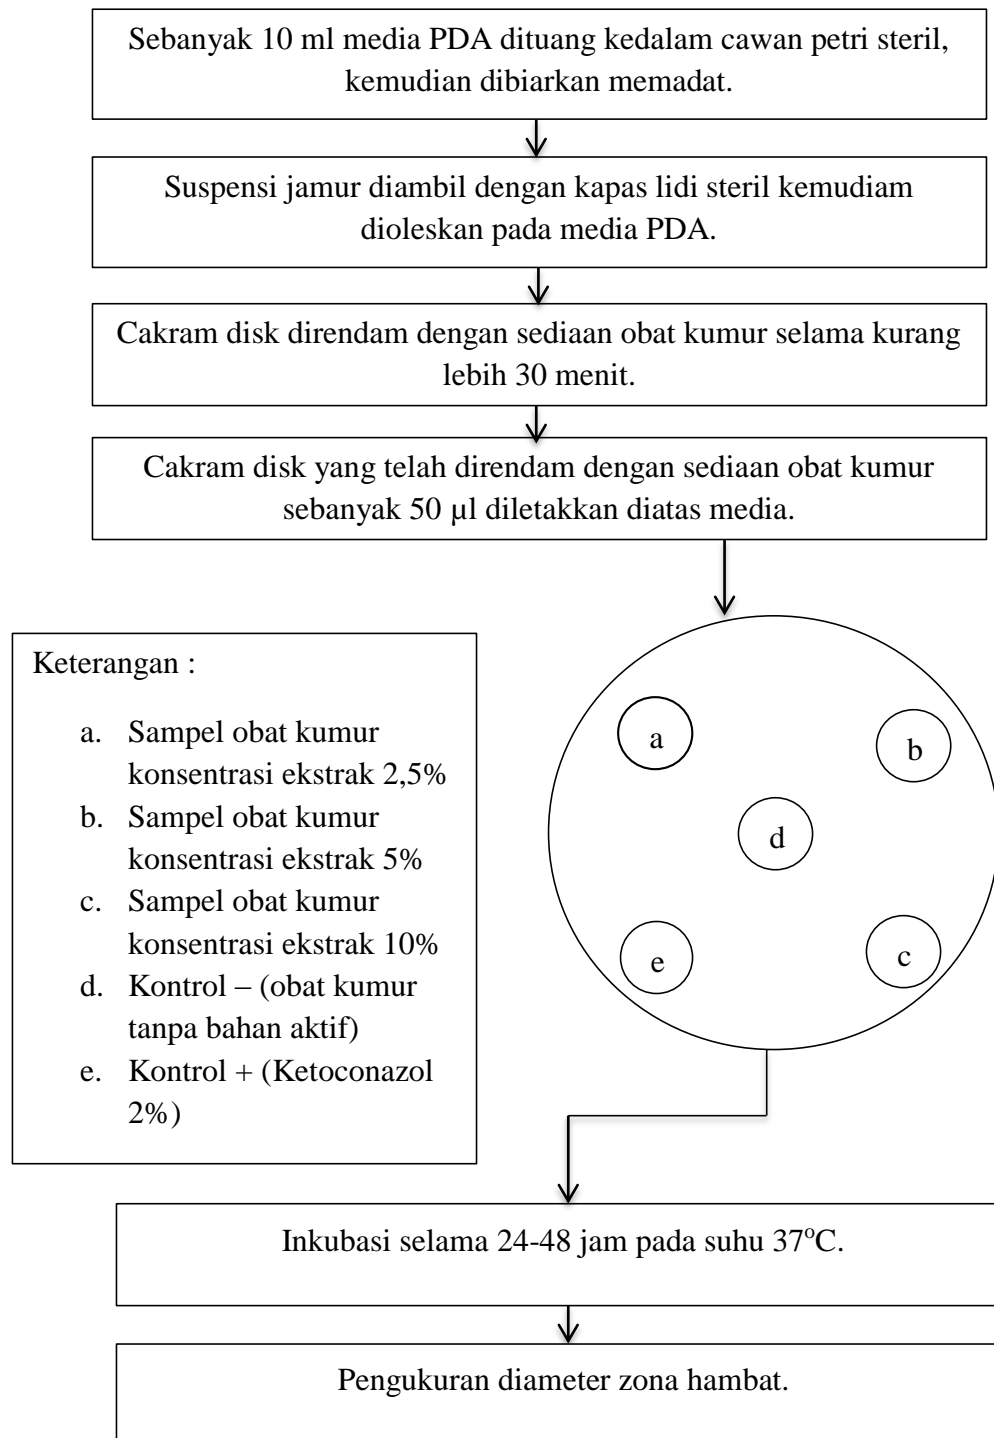 Sebanyak 10 ml media PDA dituang kedalam cawan petri steril,
kemudian dibiarkan memadat.
Suspensi jamur diambil dengan kapas lidi steril kemudiam
dioleskan pada media PDA.
Cakram disk direndam dengan sediaan obat kumur selama kurang
lebih 30 menit.
Cakram disk yang telah direndam dengan sediaan obat kumur
sebanyak 50 µl diletakkan diatas media.
Keterangan :
a. Sampel obat kumur
konsentrasi ekstrak 2,5%
b. Sampel obat kumur
konsentrasi ekstrak 5%
c. Sampel obat kumur
konsentrasi ekstrak 10%
d. Kontrol – (obat kumur
tanpa bahan aktif)
e. Kontrol + (Ketoconazol
2%)
a
b
d
e
c
Inkubasi selama 24-48 jam pada suhu 37°C.
Pengukuran diameter zona hambat.